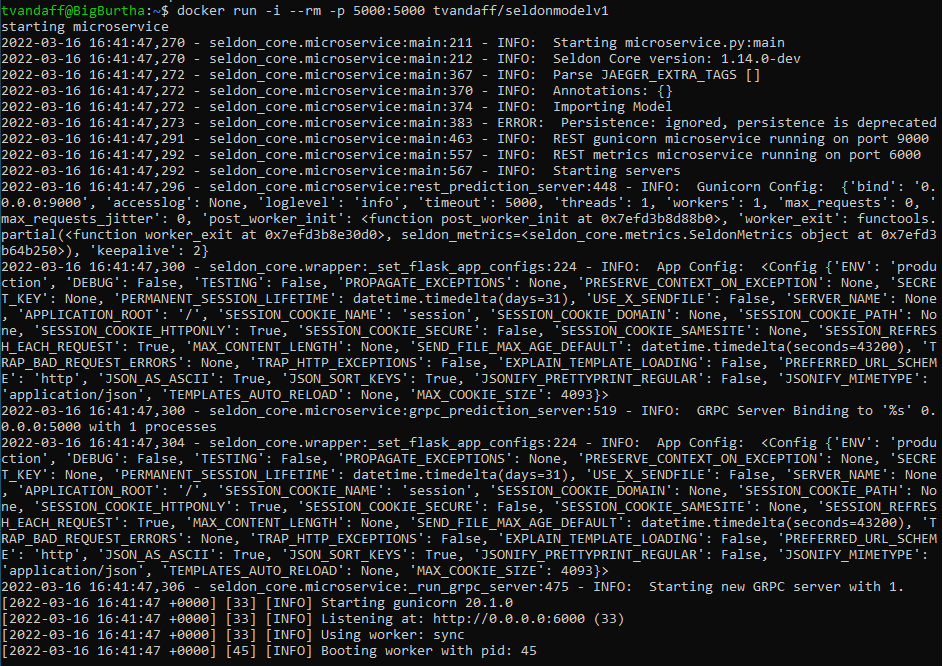 tvandaff@BigBurtha:~$ docker run -i --rm -p 5000:5000 tvandaff/seldonmodelv1
starting microservice
2022-03-16 16:41:47,270 - seldon_core.microservice:main:211 - INFO:  Starting microservice.py:main
2022-03-16 16:41:47,270 - seldon_core.microservice:main:212 - INFO:  Seldon Core version: 1.14.0-dev
2022-03-16 16:41:47,272 - seldon_core.microservice:main:367 - INFO:  Parse JAEGER_EXTRA_TAGS []
2022-03-16 16:41:47,272 - seldon_core.microservice:main:370 - INFO:  Annotations: {}
2022-03-16 16:41:47,272 - seldon_core.microservice:main:374 - INFO:  Importing Model
2022-03-16 16:41:47,273 - seldon_core.microservice:main:383 - ERROR:  Persistence: ignored, persistence is deprecated
2022-03-16 16:41:47,291 - seldon_core.microservice:main:463 - INFO:  REST gunicorn microservice running on port 9000
2022-03-16 16:41:47,292 - seldon_core.microservice:main:557 - INFO:  REST metrics microservice running on port 6000
2022-03-16 16:41:47,292 - seldon_core.microservice:main:567 - INFO:  Starting servers
2022-03-16 16:41:47,296 - seldon_core.microservice:rest_prediction_server:448 - INFO:  Gunicorn Config:  {'bind': '0.
0.0.0:9000', 'accesslog': None, 'loglevel': 'info', 'timeout': 5000, 'threads': 1, 'workers': 1, 'max_requests': 0, '
max_requests_jitter': 0, 'post_worker_init': <function post_worker_init at 0x7efd3b8d88b0>, 'worker_exit': functools.
partial(<function worker_exit at 0x7efd3b8e30d0>, seldon_metrics=<seldon_core.metrics.SeldonMetrics object at 0x7efd3
b64b250>), 'keepalive': 2}
2022-03-16 16:41:47,300 - seldon_core.wrapper:_set_flask_app_configs:224 - INFO:  App Config:  <Config {'ENV': 'produ
ction', 'DEBUG': False, 'TESTING': False, 'PROPAGATE_EXCEPTIONS': None, 'PRESERVE_CONTEXT_ON_EXCEPTION': None, 'SECRE
T_KEY': None, 'PERMANENT_SESSION_LIFETIME': datetime.timedelta(days=31), 'USE_X_SENDFILE': False, 'SERVER_NAME': None
, 'APPLICATION_ROOT': '/', 'SESSION_COOKIE_NAME': 'session', 'SESSION_COOKIE_DOMAIN': None, 'SESSION_COOKIE_PATH': No
ne, 'SESSION_COOKIE_HTTPONLY': True, 'SESSION_COOKIE_SECURE': False, 'SESSION_COOKIE_SAMESITE': None, 'SESSION_REFRES
H_EACH_REQUEST': True, 'MAX_CONTENT_LENGTH': None, 'SEND_FILE_MAX_AGE_DEFAULT': datetime.timedelta(seconds=43200), 'T
RAP_BAD_REQUEST_ERRORS': None, 'TRAP_HTTP_EXCEPTIONS': False, 'EXPLAIN_TEMPLATE_LOADING': False, 'PREFERRED_URL_SCHEM
E': 'http', 'JSON_AS_ASCII': True, 'JSON_SORT_KEYS': True, 'JSONIFY_PRETTYPRINT_REGULAR': False, 'JSONIFY_MIMETYPE':
'application/json', 'TEMPLATES_AUTO_RELOAD': None, 'MAX_COOKIE_SIZE': 4093}>
2022-03-16 16:41:47,300 - seldon_core.microservice:grpc_prediction_server:519 - INFO:  GRPC Server Binding to '%s' 0.
0.0.0:5000 with 1 processes
2022-03-16 16:41:47,304 - seldon_core.wrapper:_set_flask_app_configs:224 - INFO:  App Config:  <Config {'ENV': 'produ
ction', 'DEBUG': False, 'TESTING': False, 'PROPAGATE_EXCEPTIONS': None, 'PRESERVE_CONTEXT_ON_EXCEPTION': None, 'SECRE
T_KEY': None, 'PERMANENT_SESSION_LIFETIME': datetime.timedelta(days=31), 'USE_X_SENDFILE': False, 'SERVER_NAME': None
, 'APPLICATION_ROOT': '/', 'SESSION_COOKIE_NAME': 'session', 'SESSION_COOKIE_DOMAIN': None, 'SESSION_COOKIE_PATH': No
ne, 'SESSION_COOKIE_HTTPONLY': True, 'SESSION_COOKIE_SECURE': False, 'SESSION_COOKIE_SAMESITE': None, 'SESSION_REFRES
H_EACH_REQUEST': True, 'MAX_CONTENT_LENGTH': None, 'SEND_FILE_MAX_AGE_DEFAULT': datetime.timedelta(seconds=43200), 'T
RAP_BAD_REQUEST_ERRORS': None, 'TRAP_HTTP_EXCEPTIONS': False, 'EXPLAIN_TEMPLATE_LOADING': False, 'PREFERRED_URL_SCHEM
E': 'http', 'JSON_AS_ASCII': True, 'JSON_SORT_KEYS': True, 'JSONIFY_PRETTYPRINT_REGULAR': False, 'JSONIFY_MIMETYPE':
'application/json', 'TEMPLATES_AUTO_RELOAD': None, 'MAX_COOKIE_SIZE': 4093}>
2022-03-16 16:41:47,306 - seldon_core.microservice:_run_grpc_server:475 - INFO:  Starting new GRPC server with 1.
[2022-03-16 16:41:47 +0000] [33] [INFO] Starting gunicorn 20.1.0
[2022-03-16 16:41:47 +0000] [33] [INFO] Listening at: http://0.0.0.0:6000 (33)
[2022-03-16 16:41:47 +0000] [33] [INFO] Using worker: sync
[2022-03-16 16:41:47 +0000] [45] [INFO] Booting worker with pid: 45